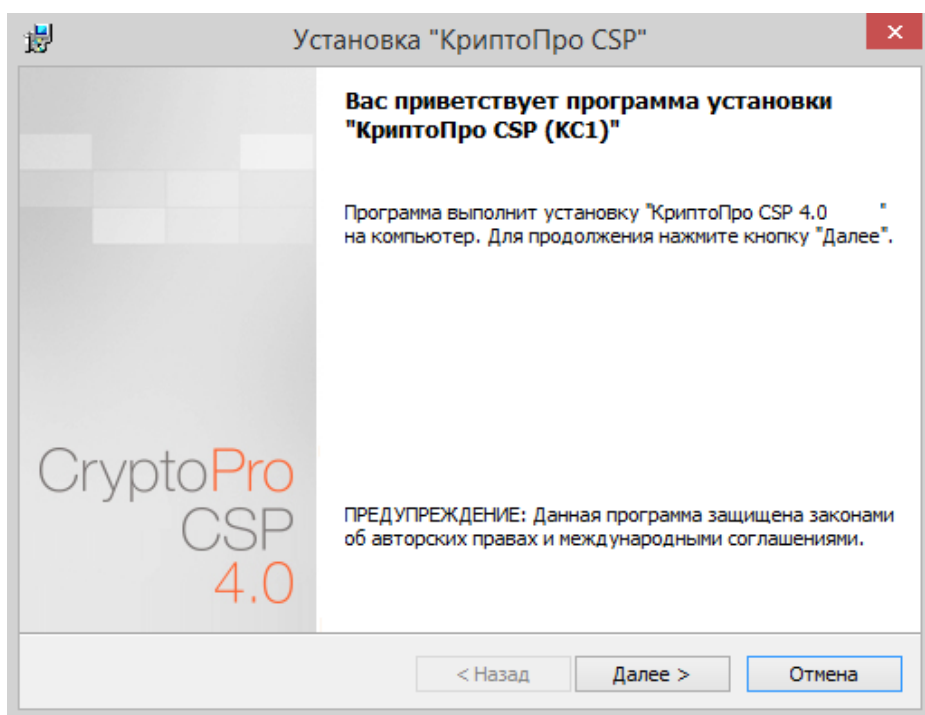 Установка "КриптоПро CSP"
Вас приветствует программа установки
"КриптоПро CSP (КС1)"
Программа выполнит установку "КриптоПро CSP 4.0 "
на компьютер. Для продолжения нажмите кнопку "Далее".
CryptoPro
CSP
4.0
ПРЕДУПРЕЖДЕНИЕ: Данная программа защищена законами
об авторских правах и международными соглашениями.
< Назад
Далее >
Отмена